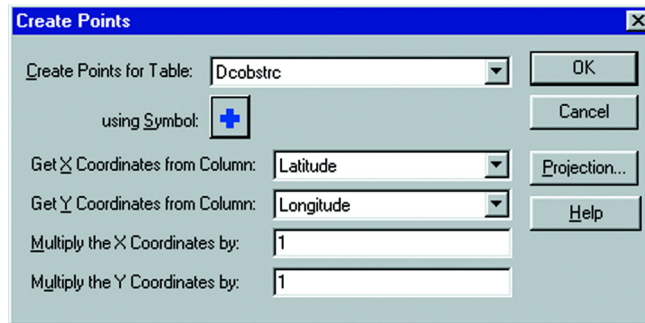 Create Points
Create Points for Table: Dcobstrc OK
using Symbol: Cancel
Get X Coordinates from Column: Latitude Projection...
Get Y Coordinates from Column: Longitude Help
Multiply the X Coordinates by: 1
Multiply the Y Coordinates by: 1